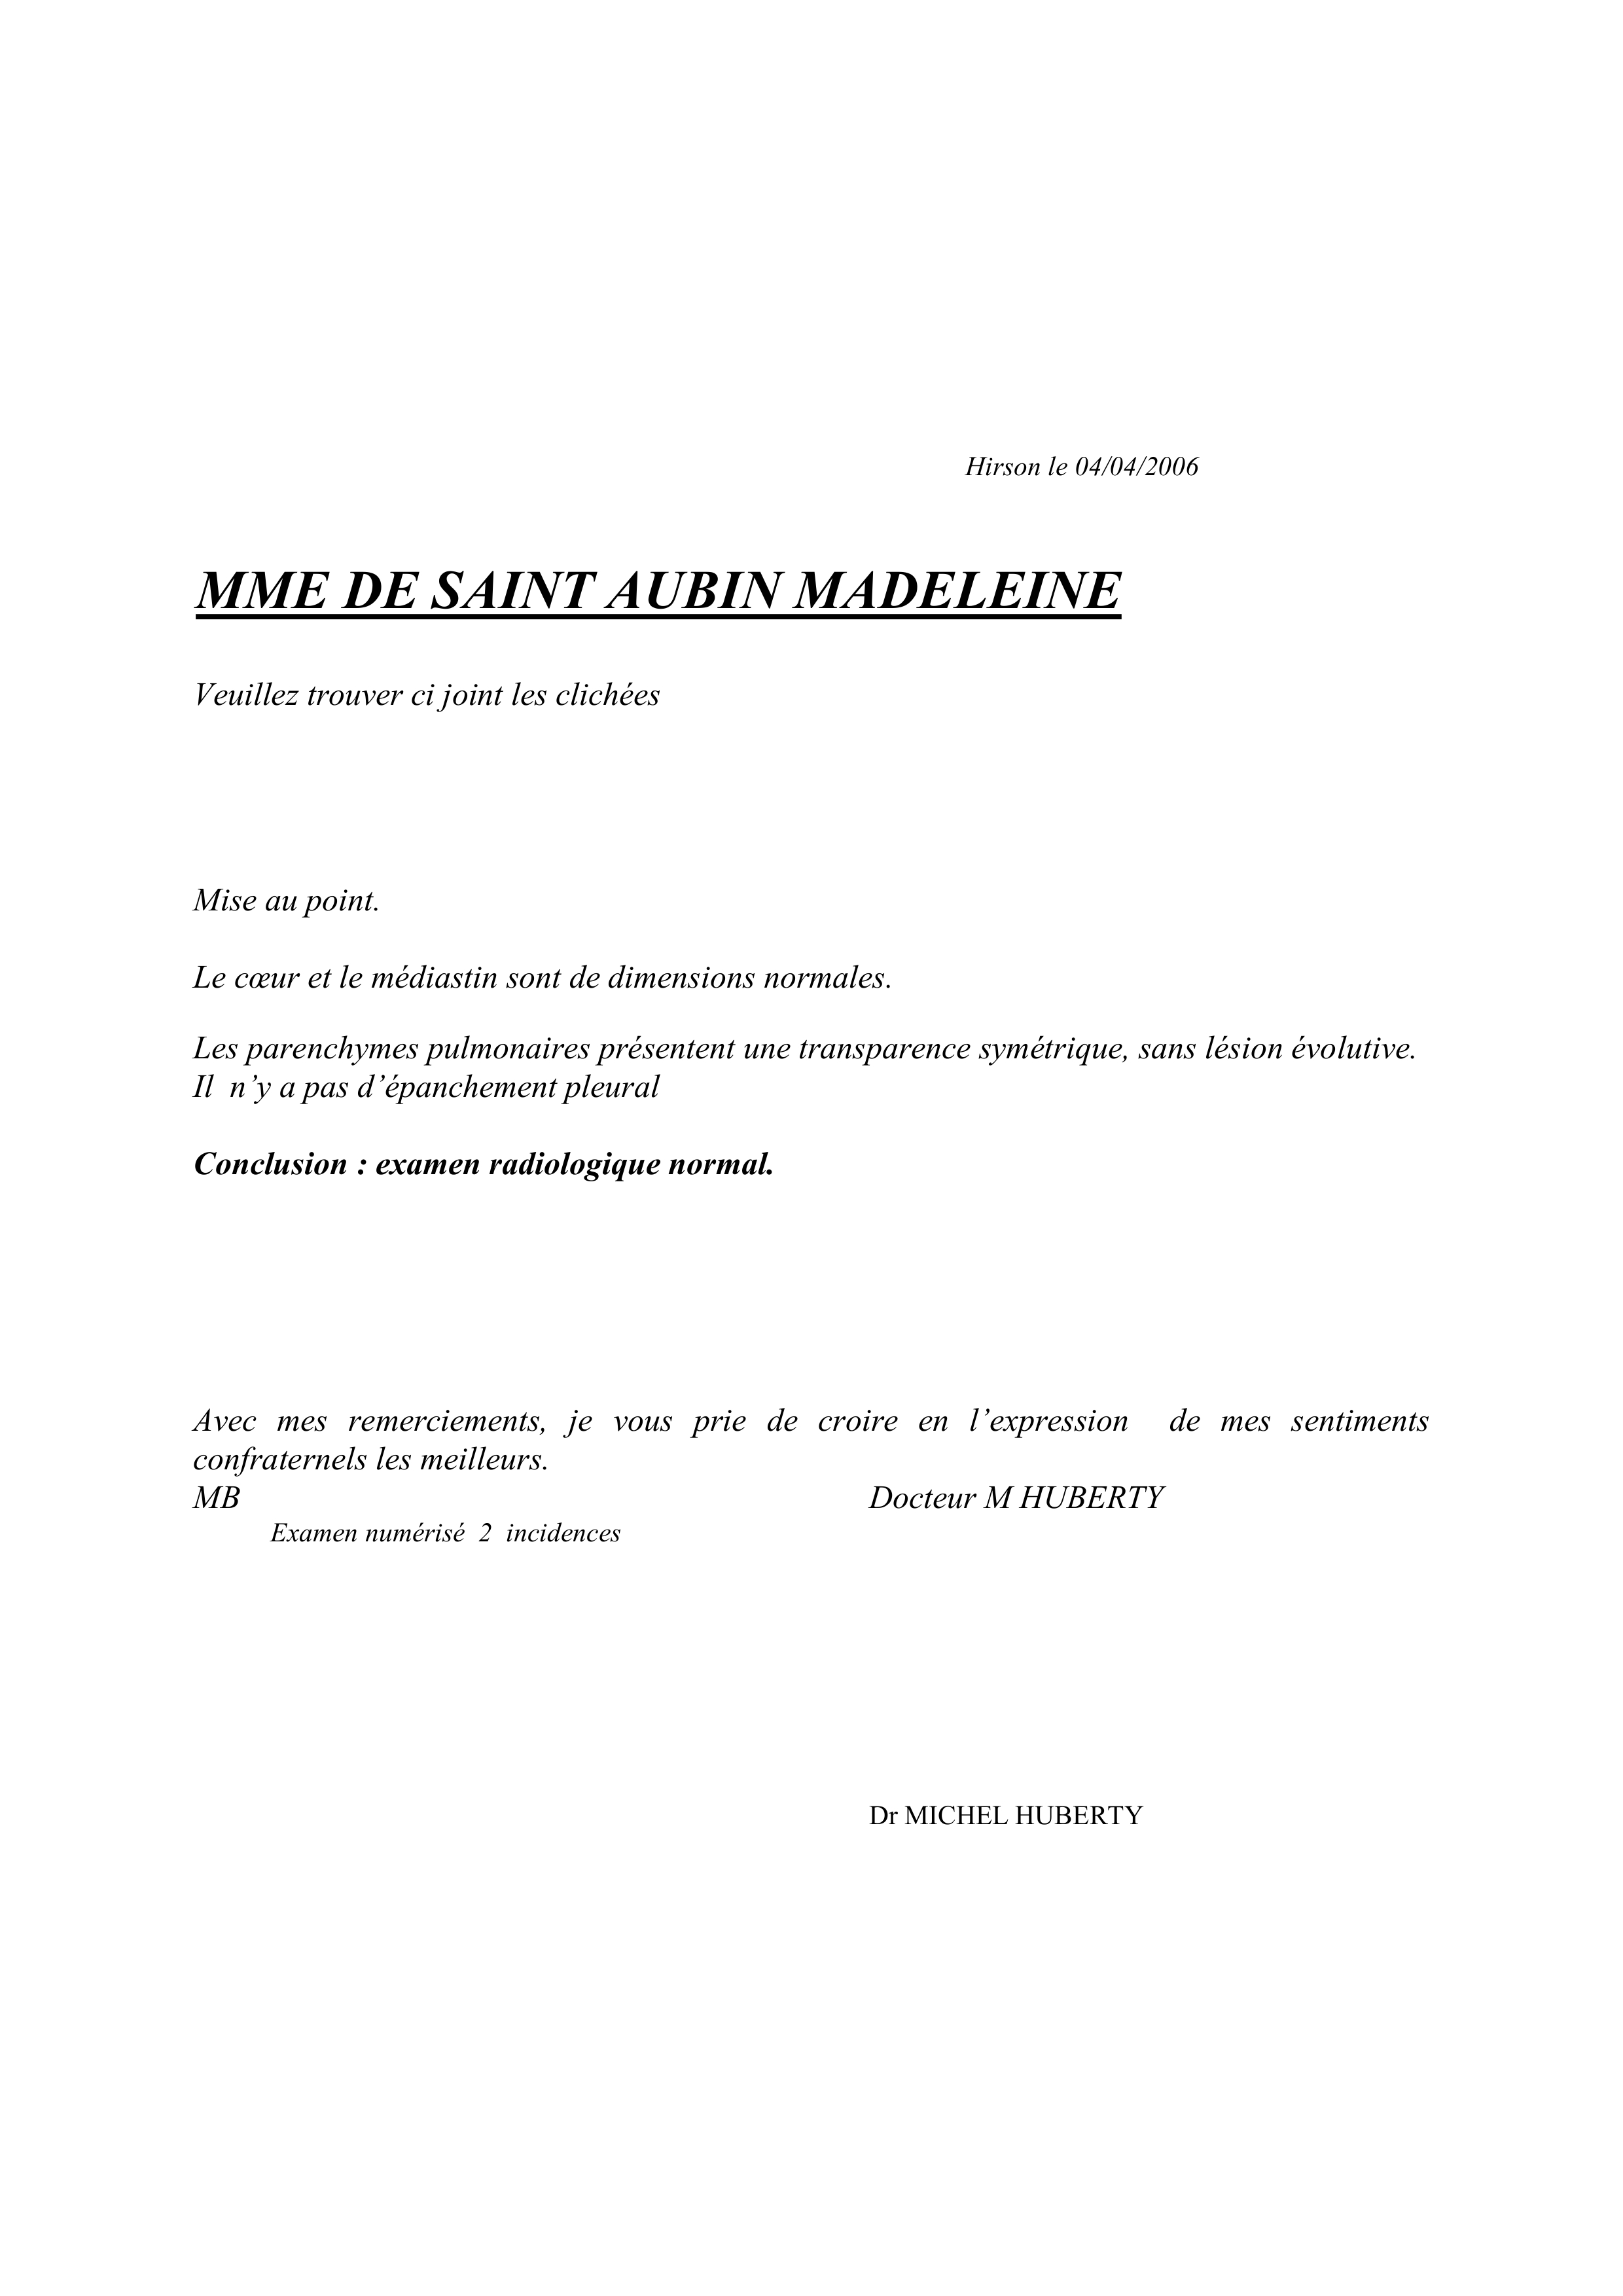 Hirson le 04/04/2006
MME DE SAINT AUBIN MADELEINE
Veuillez trouver ci joint les clichées
Mise au point.
Le cœur et le médiastin sont de dimensions normales.
Les parenchymes pulmonaires présentent une transparence symétrique, sans lésion évolutive.
Il  n’y a pas d’épanchement pleural
Conclusion : examen radiologique normal.
Avec mes remerciements, je vous prie de croire en l’expression  de mes sentiments
confraternels les meilleurs.
MB Docteur M HUBERTY
Examen numérisé  2  incidences
Dr MICHEL HUBERTY